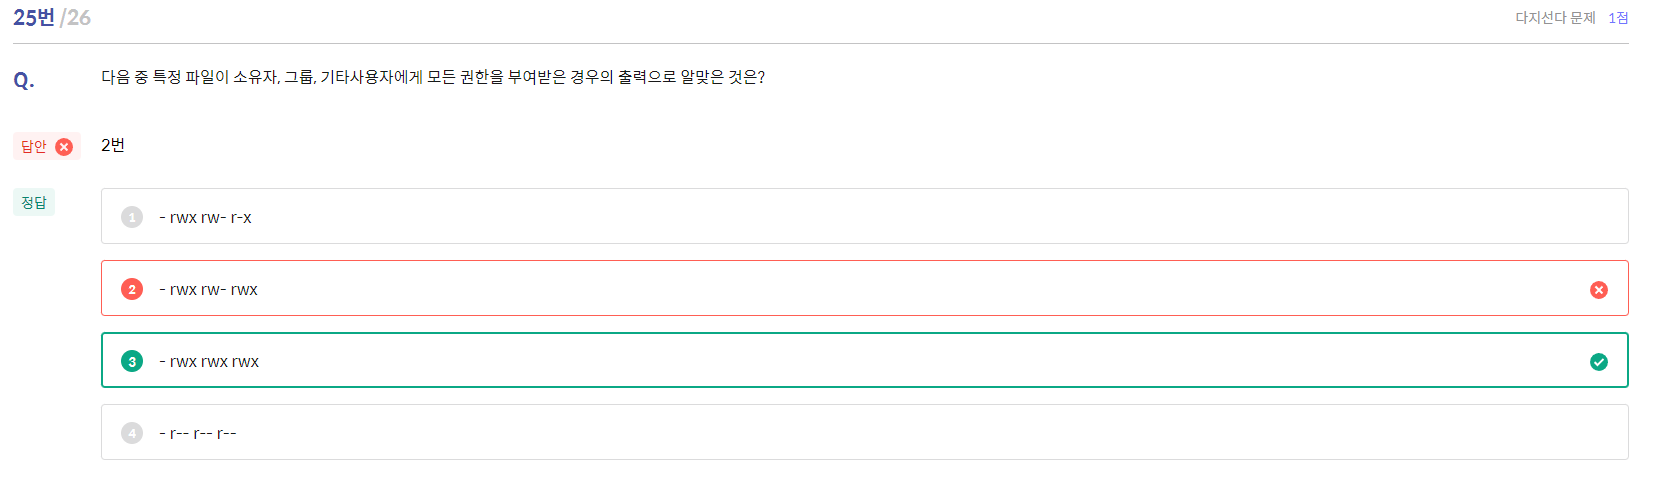 25번 /26
다지선다 문제 1점
Q. 다음 중 특정 파일이 소유자, 그룹, 기타사용자에게 모든 권한을 부여받은 경우의 출력으로 알맞은 것은?
답안 2번
정답
1 - rwx rw- r-x
2 - rwx rw- rwx
3 - rwx rwx rwx
4 - r-- r-- r--